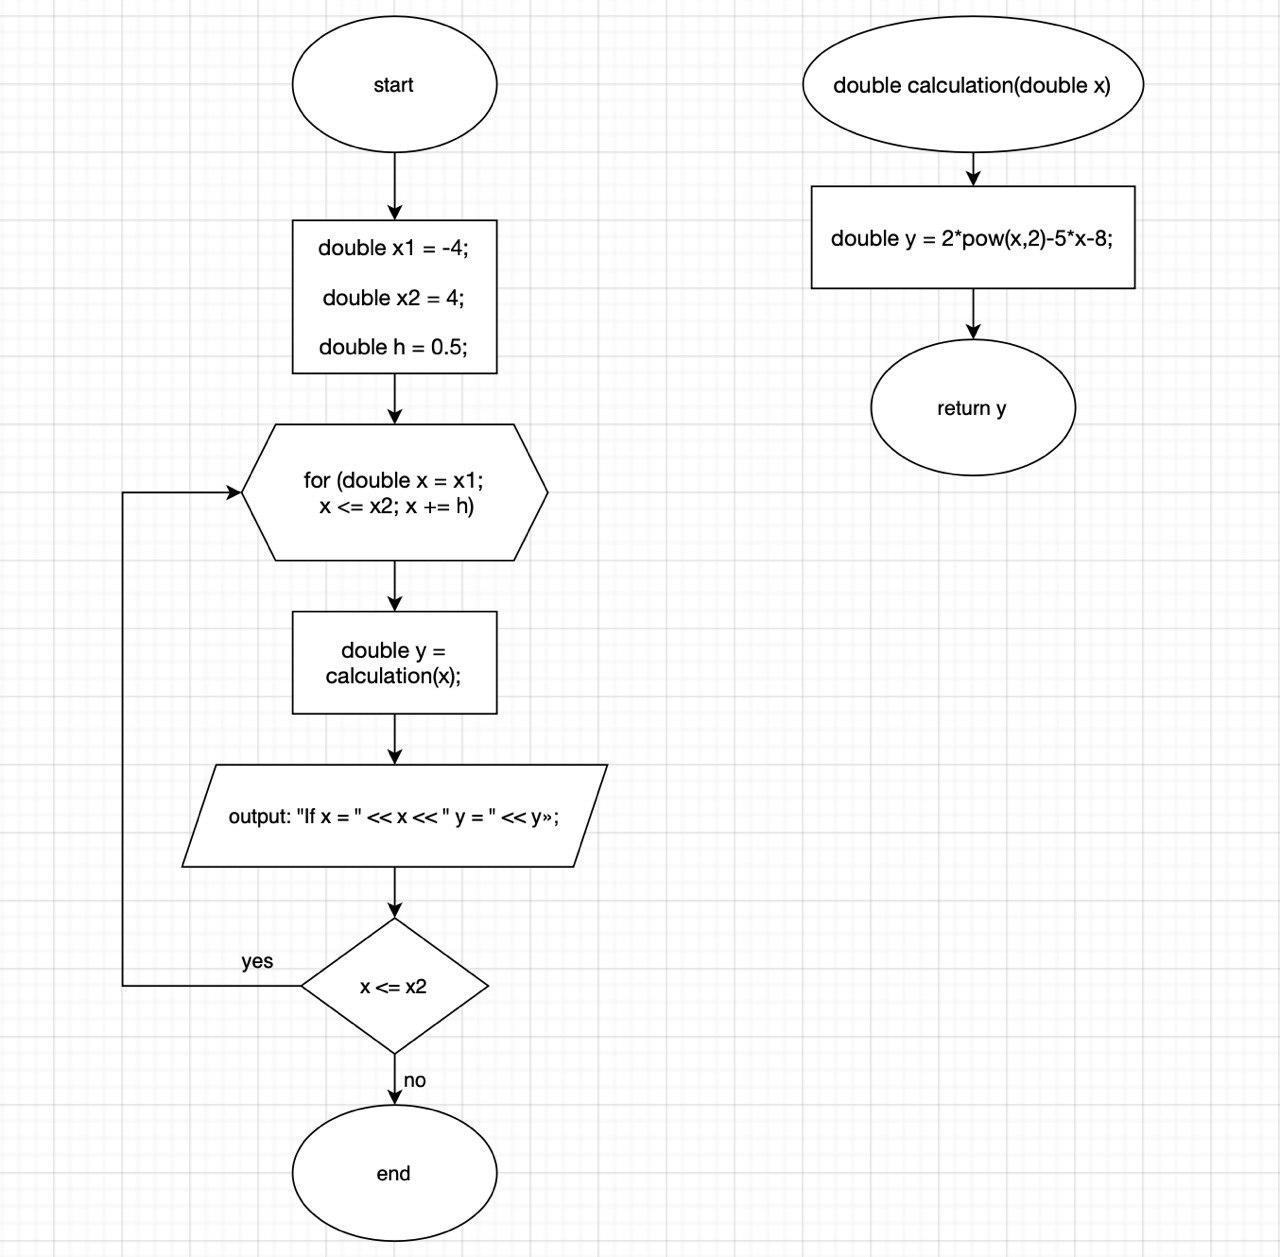 start
double x1 = -4;
double x2 = 4;
double h = 0.5;
for (double x = x1;
x <= x2; x += h)
double y =
calculation(x);
output: "If x = " << x << " y = " << y»;
yes
x <= x2
no
end
double calculation(double x)
double y = 2*pow(x,2)-5*x-8;
return y